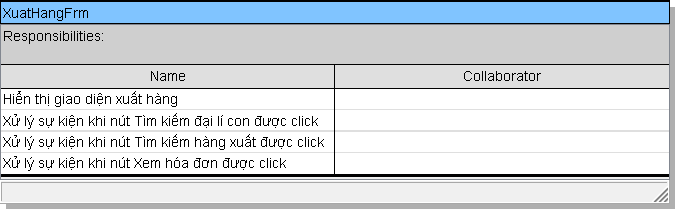 XuatHangFrm
Responsibilities:
Name Collaborator
Hiển thị giao diện xuất hàng
Xử lý sự kiện khi nút Tìm kiếm đại lí con được click
Xử lý sự kiện khi nút Tìm kiếm hàng xuất được click
Xử lý sự kiện khi nút Xem hóa đơn được click